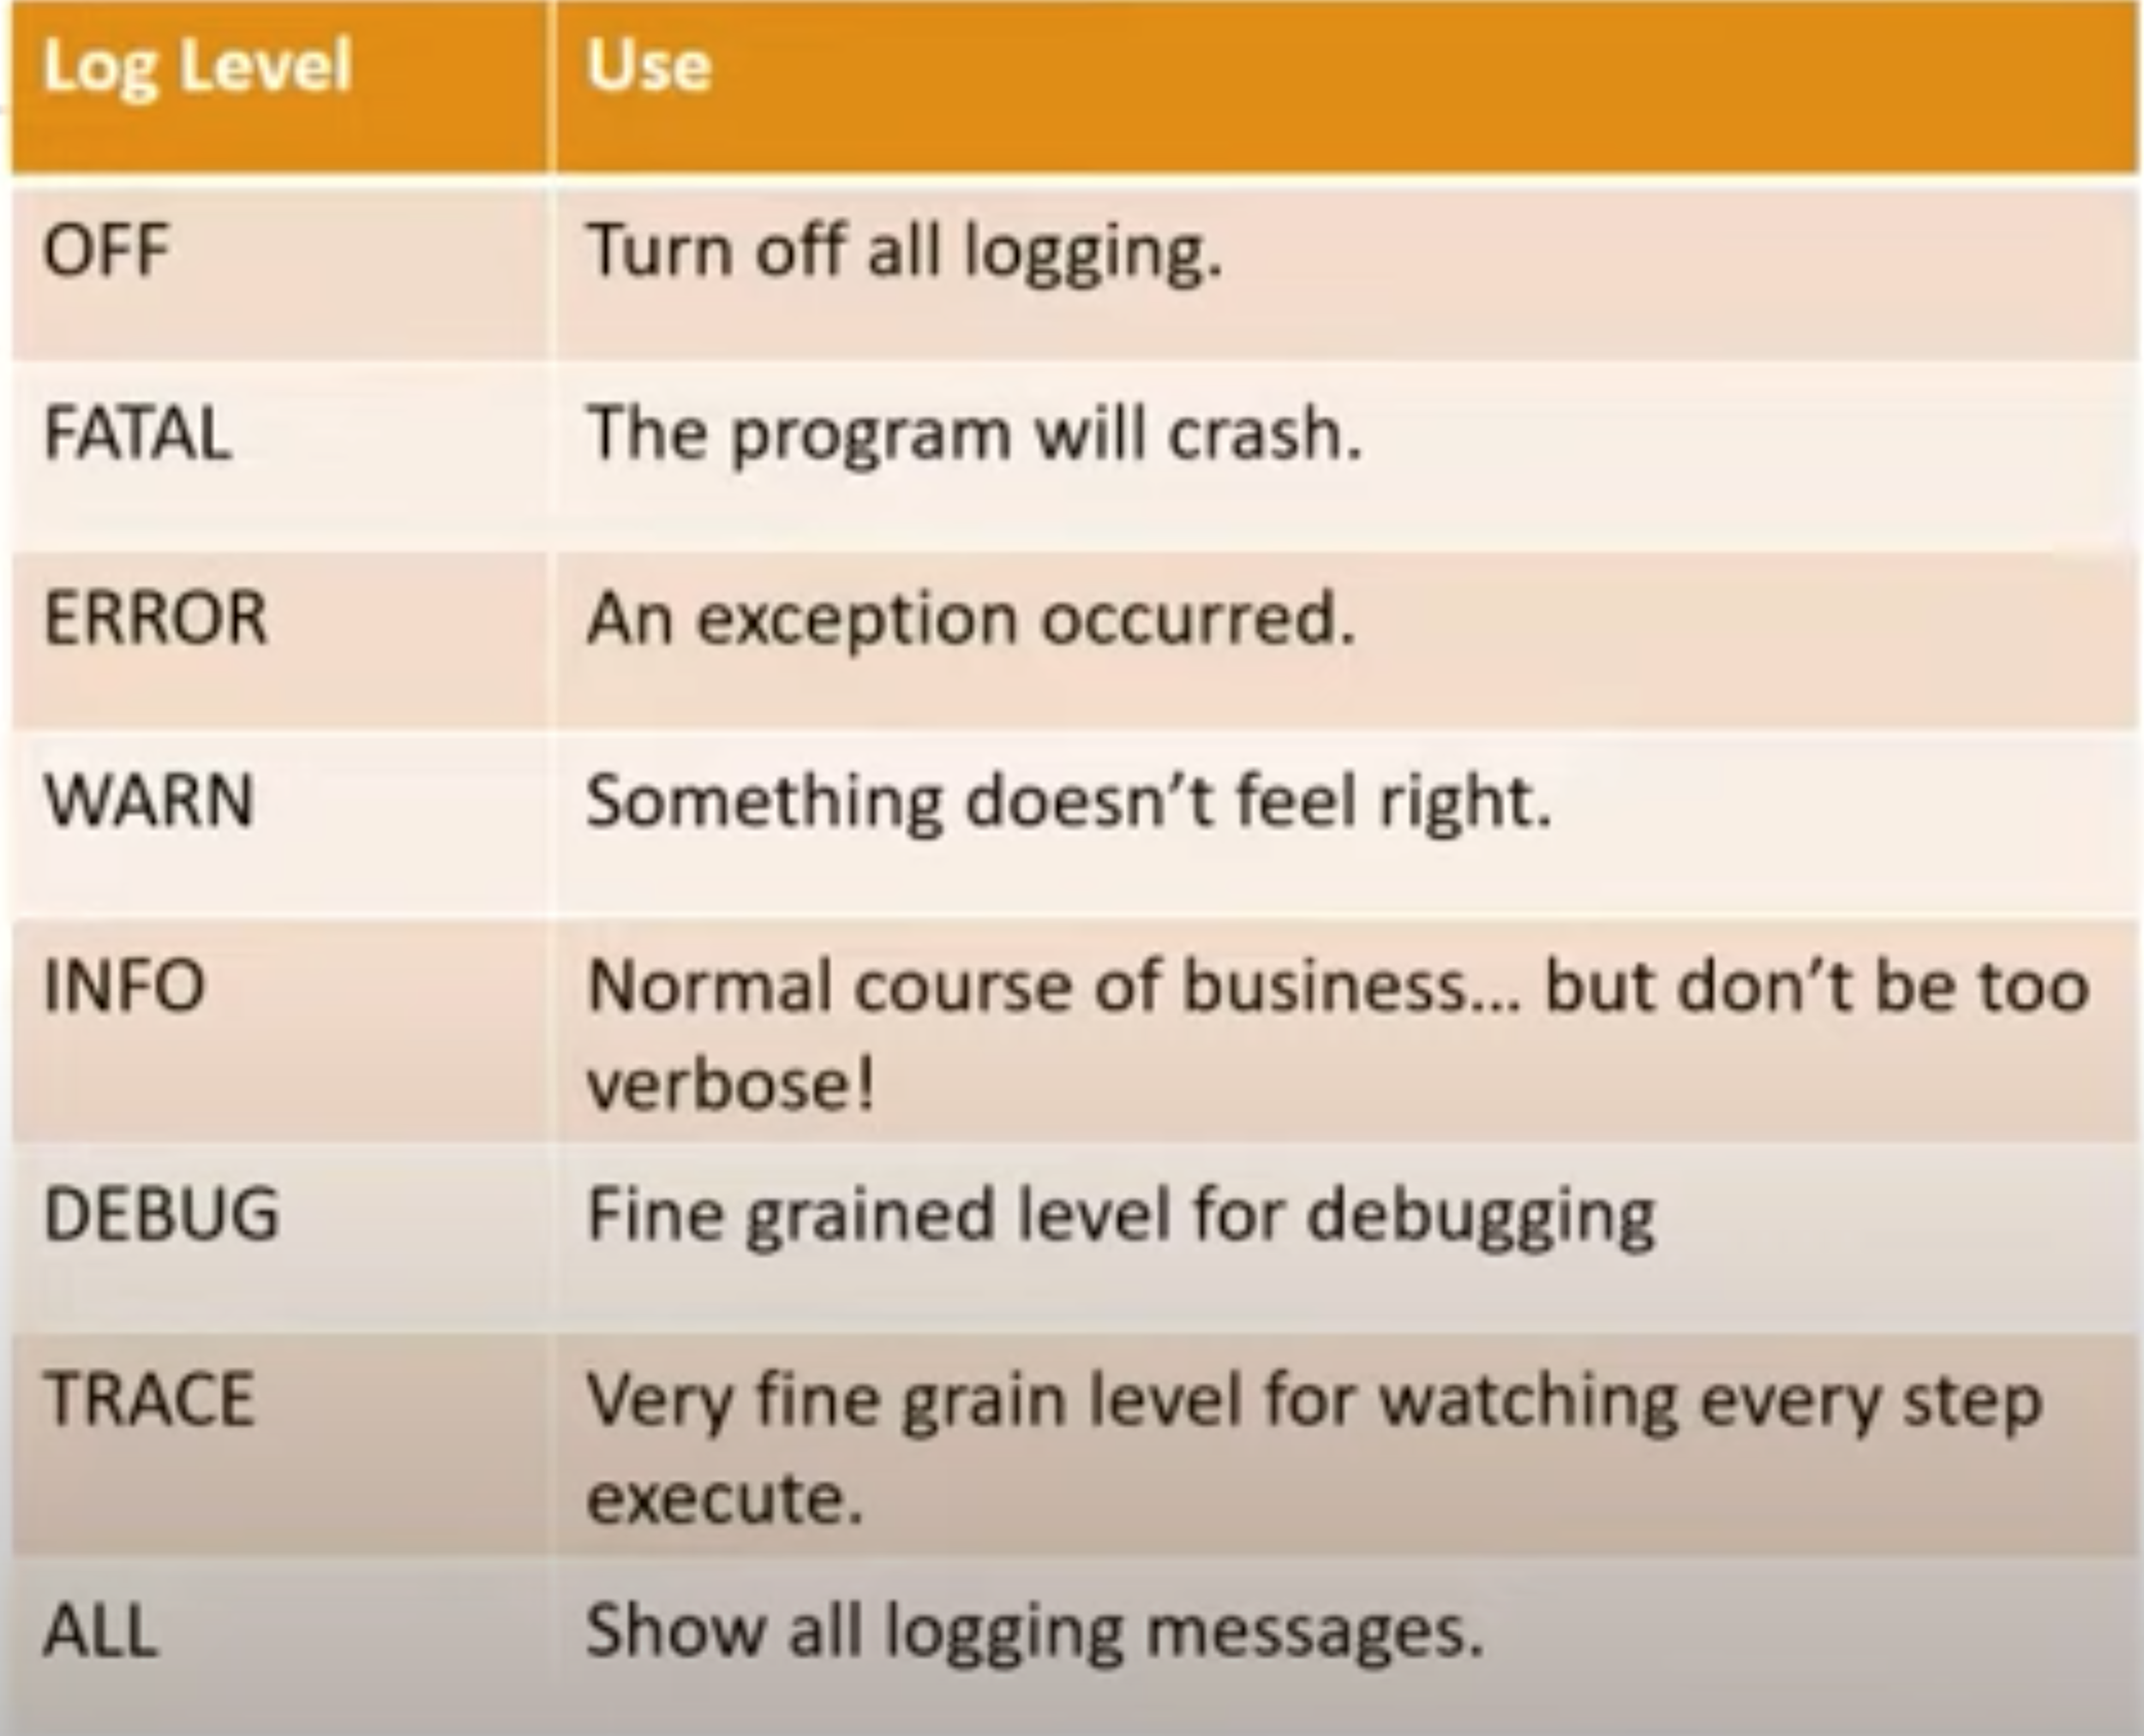 Log Level
Use
OFF
Turn off all logging.
FATAL
The program will crash.
ERROR
An exception occurred.
WARN
Something doesn’t feel right.
INFO
Normal course of business... but don’t be too
verbose!
DEBUG
Fine grained level for debugging
TRACE
Very fine grain level for watching every step
execute.
ALL
Show all logging messages.